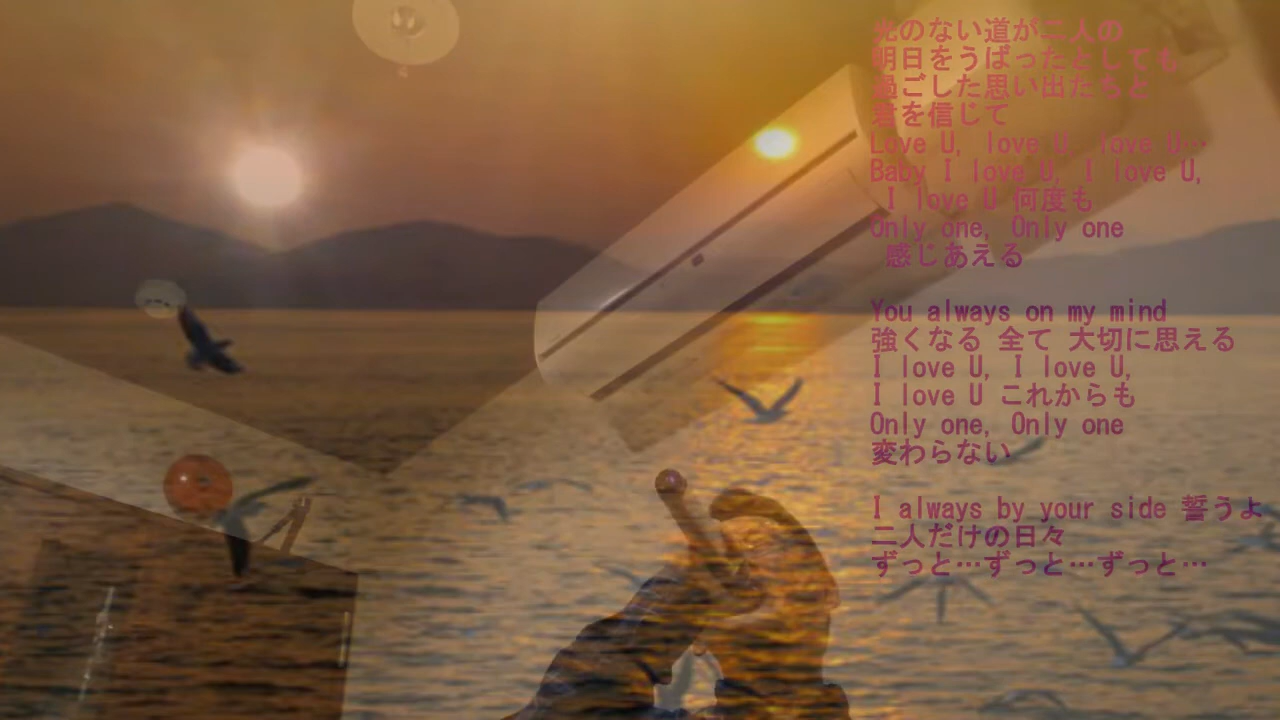 光のない道が二人の
明日をうばったとしても
過ごした思い出たちと
君を信じて
Love U, love U, love U…
Baby I love U, I love U,
I love U 何度も
Only one, Only one
感じあえる
You always on my mind
強くなる 全て 大切に思える
I love U, I love U,
I love U これからも
Only one, Only one
変わらない
I always by your side 誓うよ
二人だけの日々
ずっと…ずっと…ずっと…